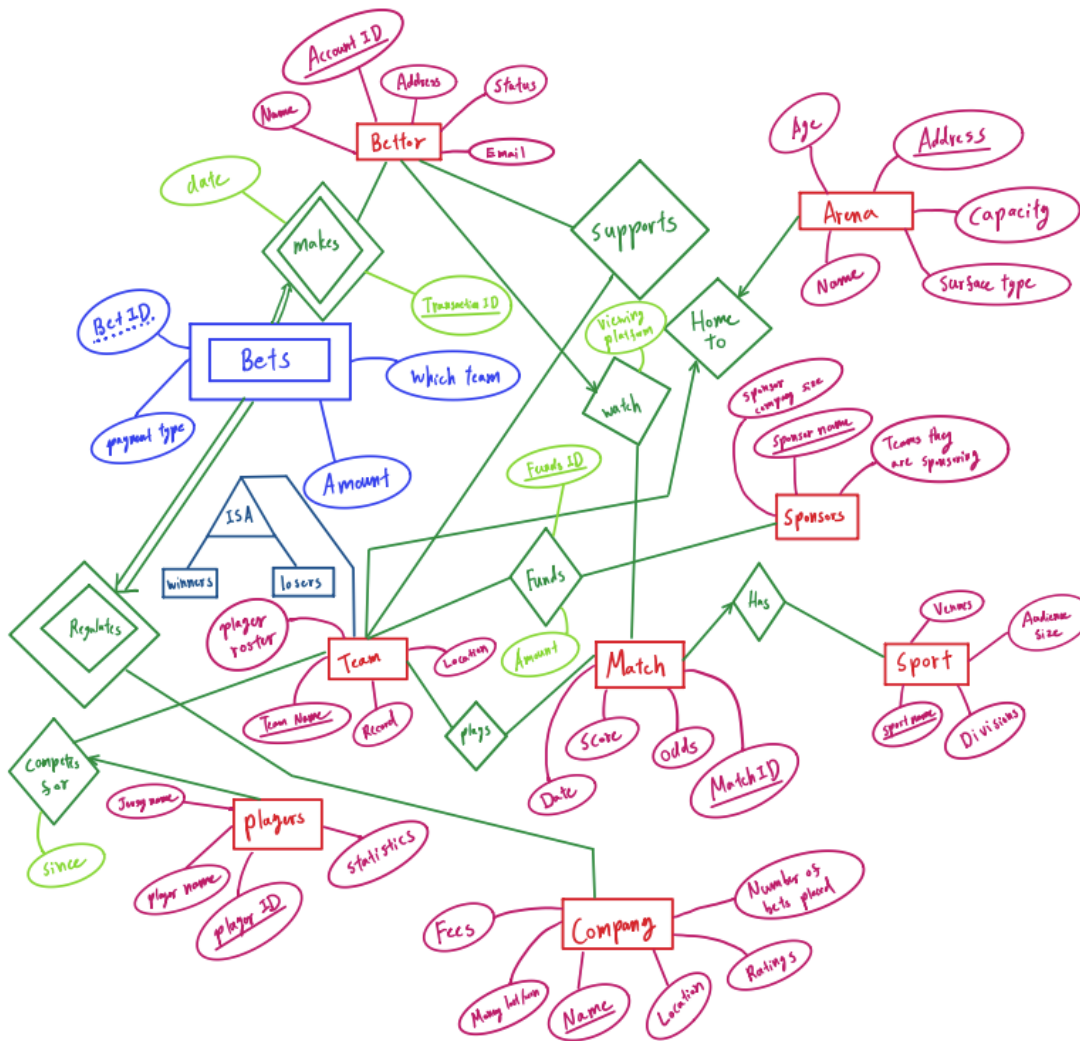 Account ID
Address
Status
Name
Bettor
Email
Age
Address
Arena
Capacity
Name
Surface type
date
makes
Supports
Transaction ID
Viewing
platform
Home
to
Bet ID
Bets
which team
payment type
Amount
watch
Sponsor
company size
Sponsor name
Teams they
are sponsoring
Sponsors
Funds ID
ISA
winners
losers
Funds
Has
Regulates
player
roster
Team
Location
Amount
Match
Venues
Audience
size
Sport
Team Name
Record
plays
Score
odds
sport name
Divisions
Competes
for
Date
Match ID
Jersy name
players
statistics
since
player name
player ID
Number of
bets placed
Fees
Company
Ratings
Money lost/won
Name
Location